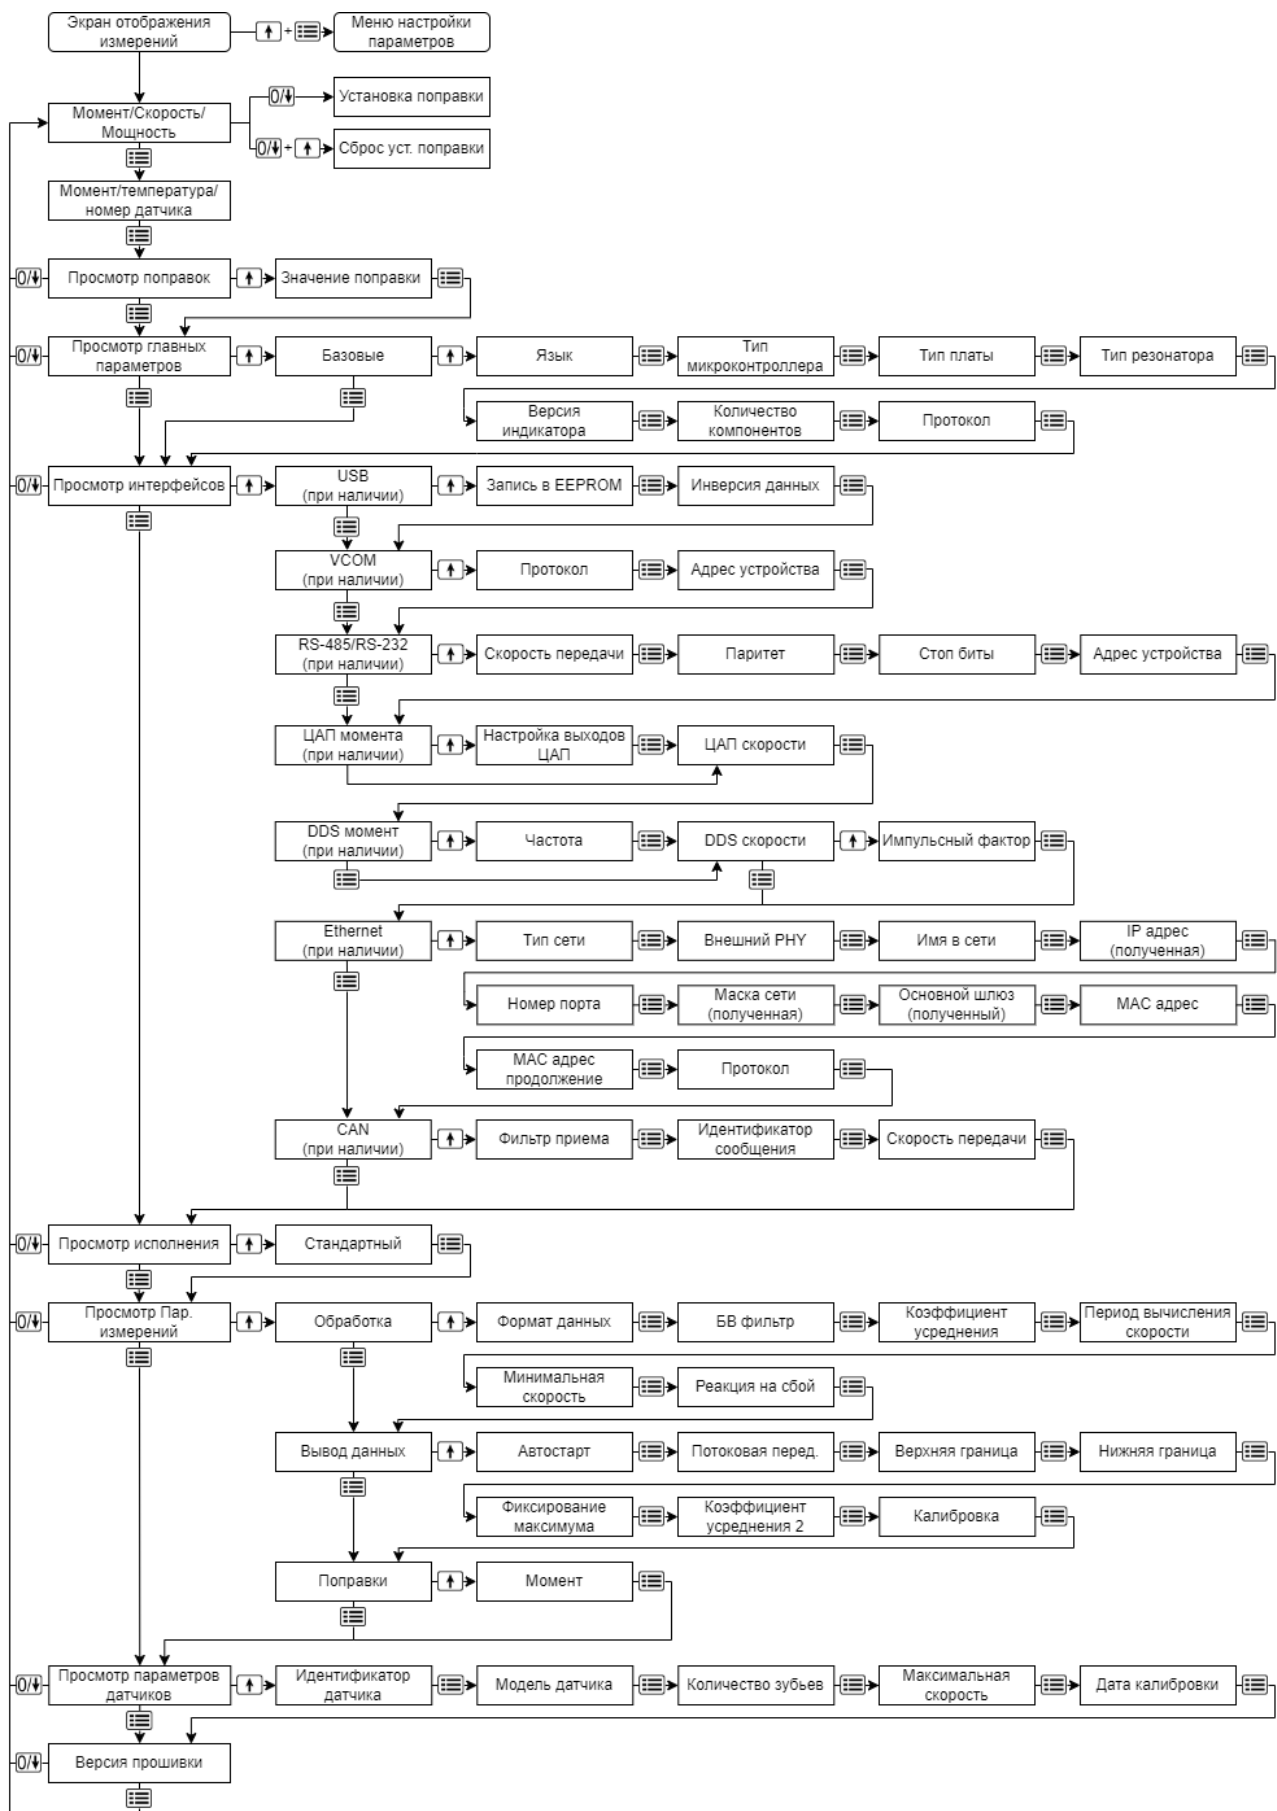 Экран отображения
измерений
+
Меню настройки
параметров
Момент/Скорость/
Мощность
0/
Установка поправки
0/
+
Сброс уст. поправки
Момент/температура/
номер датчика
0/
Просмотр поправок
Значение поправки
0/
Просмотр главных
параметров
Базовые
Язык
Тип
микроконтроллера
Тип платы
Тип резонатора
Версия
индикатора
Количество
компонентов
Протокол
0/
Просмотр интерфейсов
USB
(при наличии)
Запись в EEPROM
Инверсия данных
VCOM
(при наличии)
Протокол
Адрес устройства
RS-485/RS-232
(при наличии)
Скорость передачи
Паритет
Стоп биты
Адрес устройства
ЦАП момента
(при наличии)
Настройка выходов
ЦАП
ЦАП скорости
DDS момент
(при наличии)
Частота
DDS скорости
Импульсный фактор
Ethernet
(при наличии)
Тип сети
Внешний PHY
Имя в сети
IP адрес
(полученная)
Номер порта
Маска сети
(полученная)
Основной шлюз
(полученный)
MAC адрес
MAC адрес
продолжение
Протокол
CAN
(при наличии)
Фильтр приема
Идентификатор
сообщения
Скорость передачи
0/
Просмотр исполнения
Стандартный
0/
Просмотр Пар.
измерений
Обработка
Формат данных
БВ фильтр
Коэффициент
усреднения
Период вычисления
скорости
Минимальная
скорость
Реакция на сбой
Вывод данных
Автостарт
Потоковая перед.
Верхняя граница
Нижняя граница
Фиксирование
максимума
Коэффициент
усреднения 2
Калибровка
Поправки
Момент
0/
Просмотр параметров
датчиков
Идентификатор
датчика
Модель датчика
Количество зубьев
Максимальная
скорость
Дата калибровки
0/
Версия прошивки